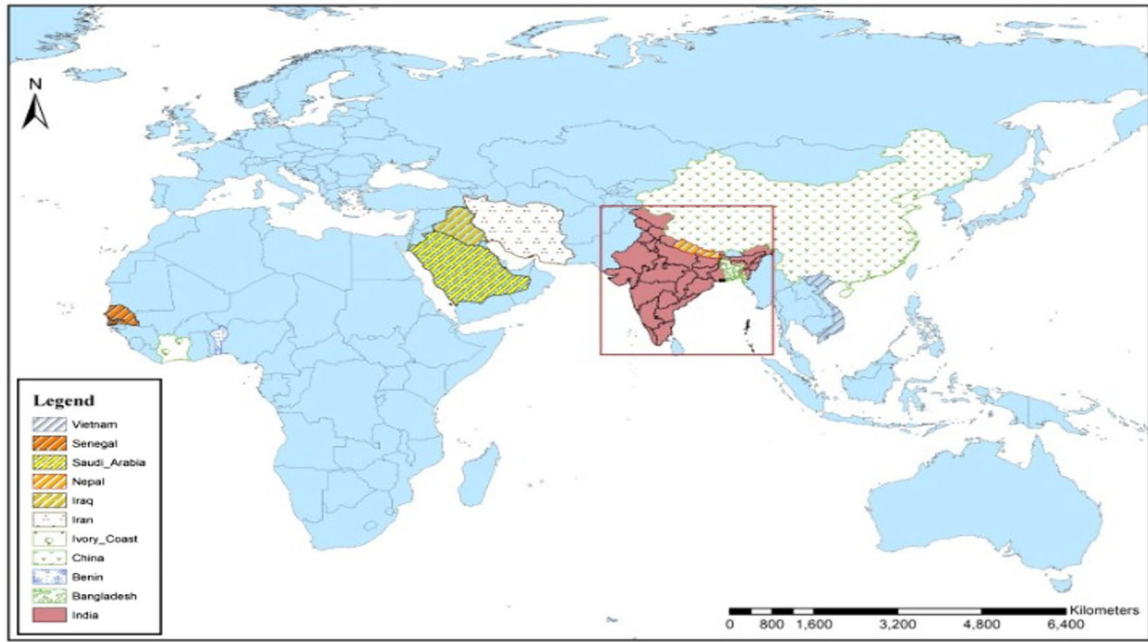 N
Legend
Vietnam
Senegal
Saudi_Arabia
Nepal
Iraq
Iran
Ivory_Coast
China
Benin
Bangladesh
India
Kilometers
0 800 1,600 3,200 4,800 6,400